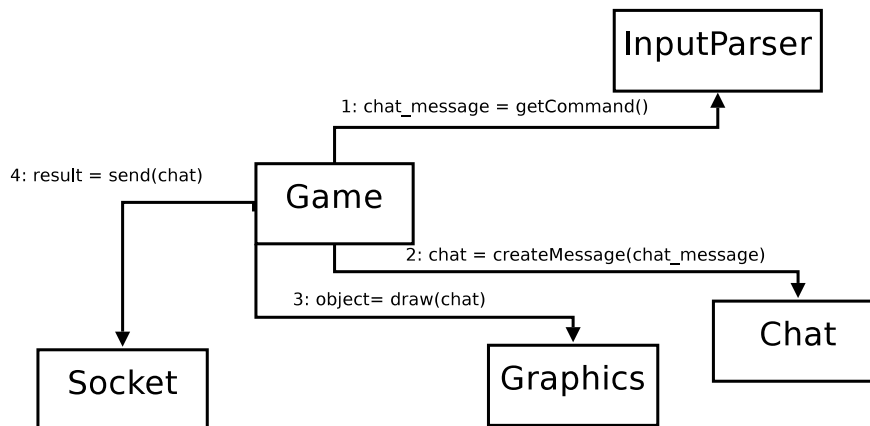 InputParser
1: chat_message = getCommand()
4: result = send(chat)
Game
2: chat = createMessage(chat_message)
3: object= draw(chat)
Chat
Socket
Graphics